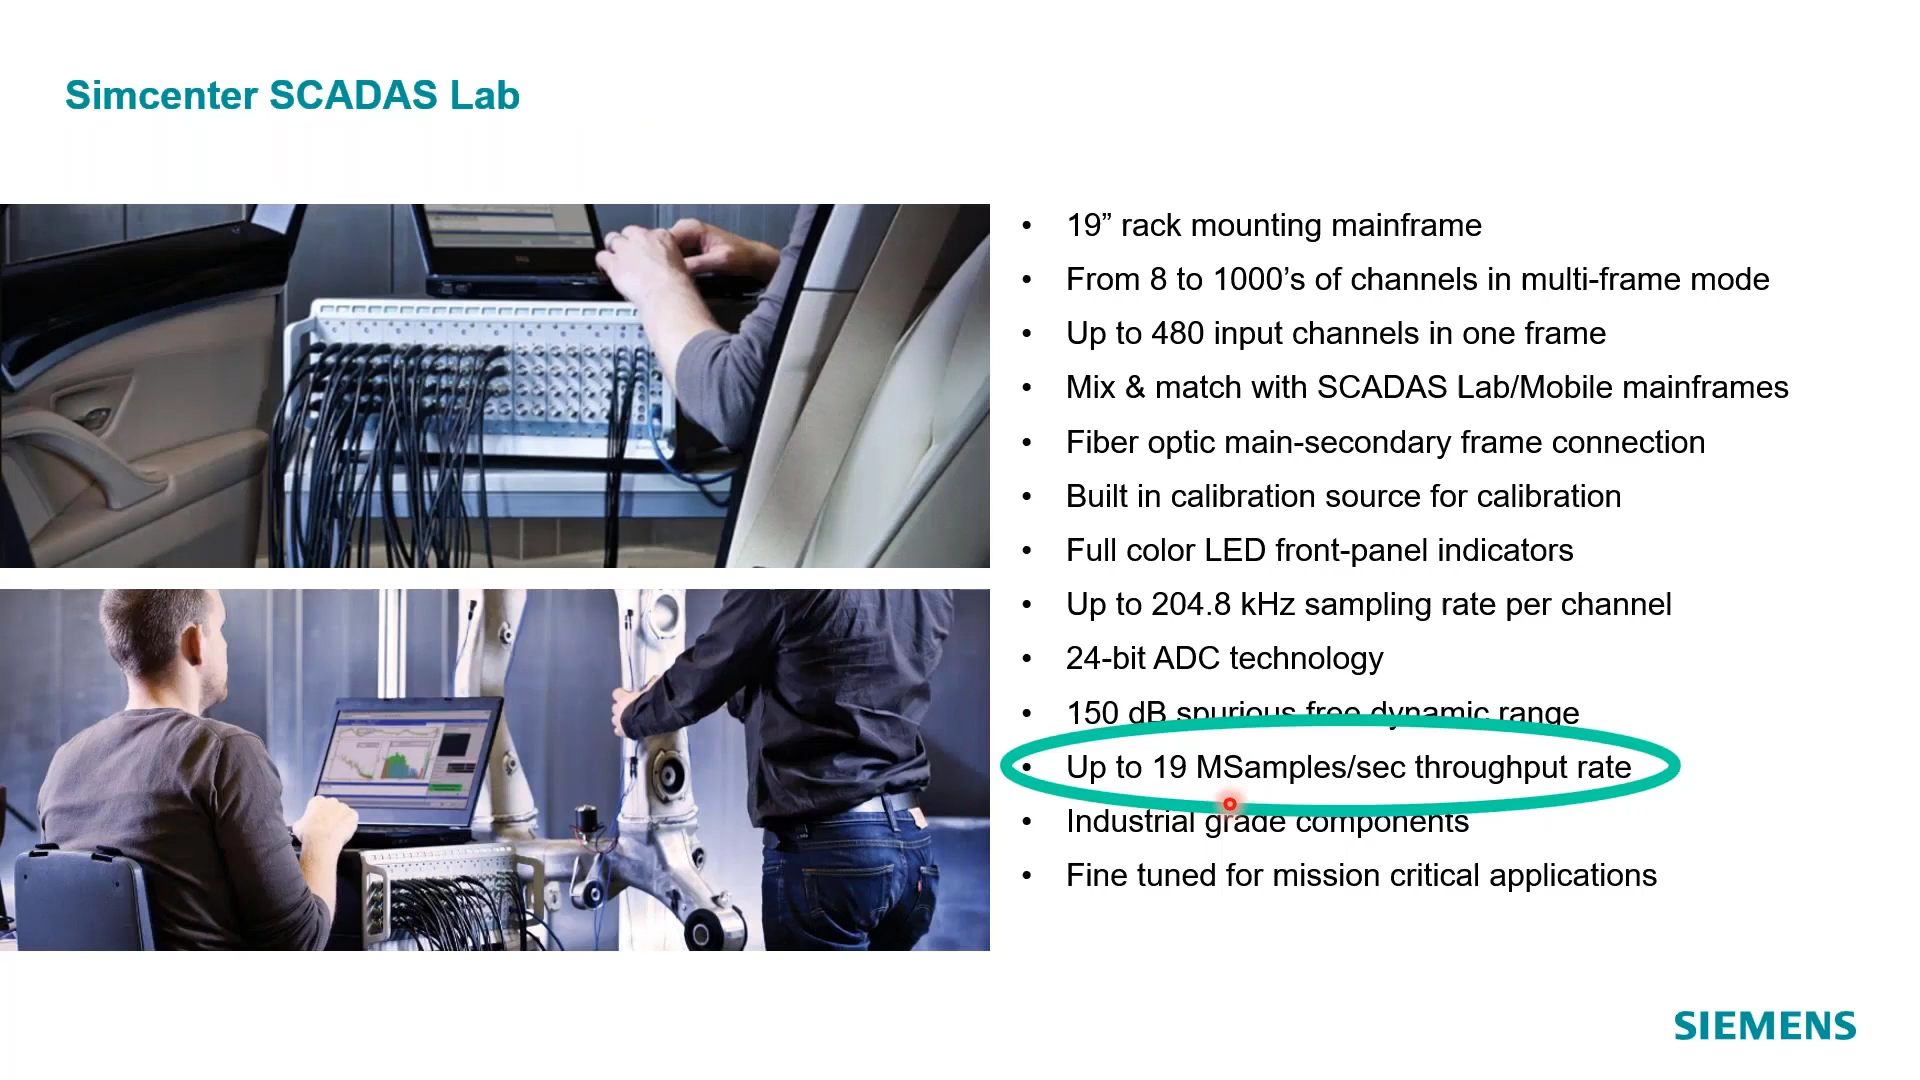 Simcenter SCADAS Lab
• 19” rack mounting mainframe
• From 8 to 1000’s of channels in multi-frame mode
• Up to 480 input channels in one frame
• Mix & match with SCADAS Lab/Mobile mainframes
• Fiber optic main-secondary frame connection
• Built in calibration source for calibration
• Full color LED front-panel indicators
• Up to 204.8 kHz sampling rate per channel
• 24-bit ADC technology
• 150 dB spurious free dynamic range
• Up to 19 MSamples/sec throughput rate
• Industrial grade components
• Fine tuned for mission critical applications
SIEMENS